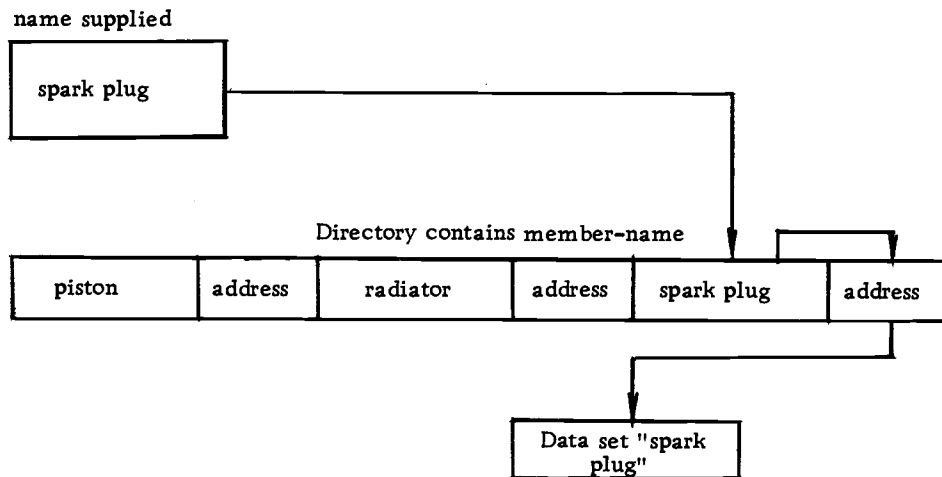 name supplied
spark plug
Directory contains member-name
piston address radiator address spark plug address
Data set "spark
plug"